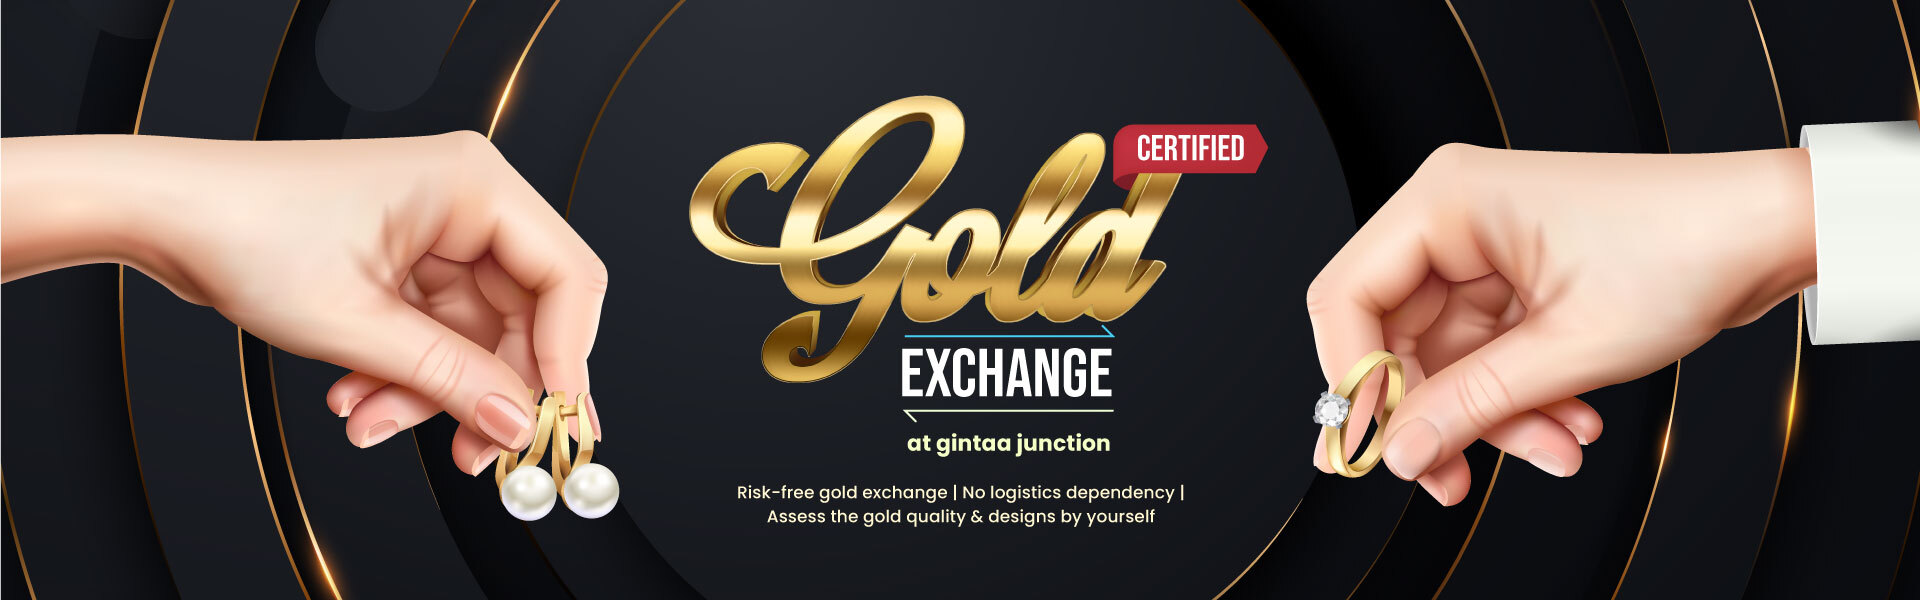 CERTIFIED
Gold
EXCHANGE
at gintaa junction
Risk-free gold exchange | No logistics dependency |
Assess the gold quality & designs by yourself